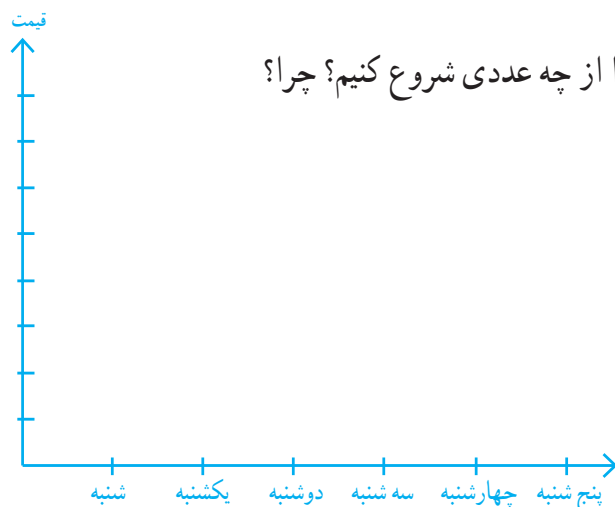 قیمت
از چه عددی شروع کنیم؟ چرا؟
شنبه یکشنبه دوشنبه سه شنبه چهارشنبه پنج شنبه